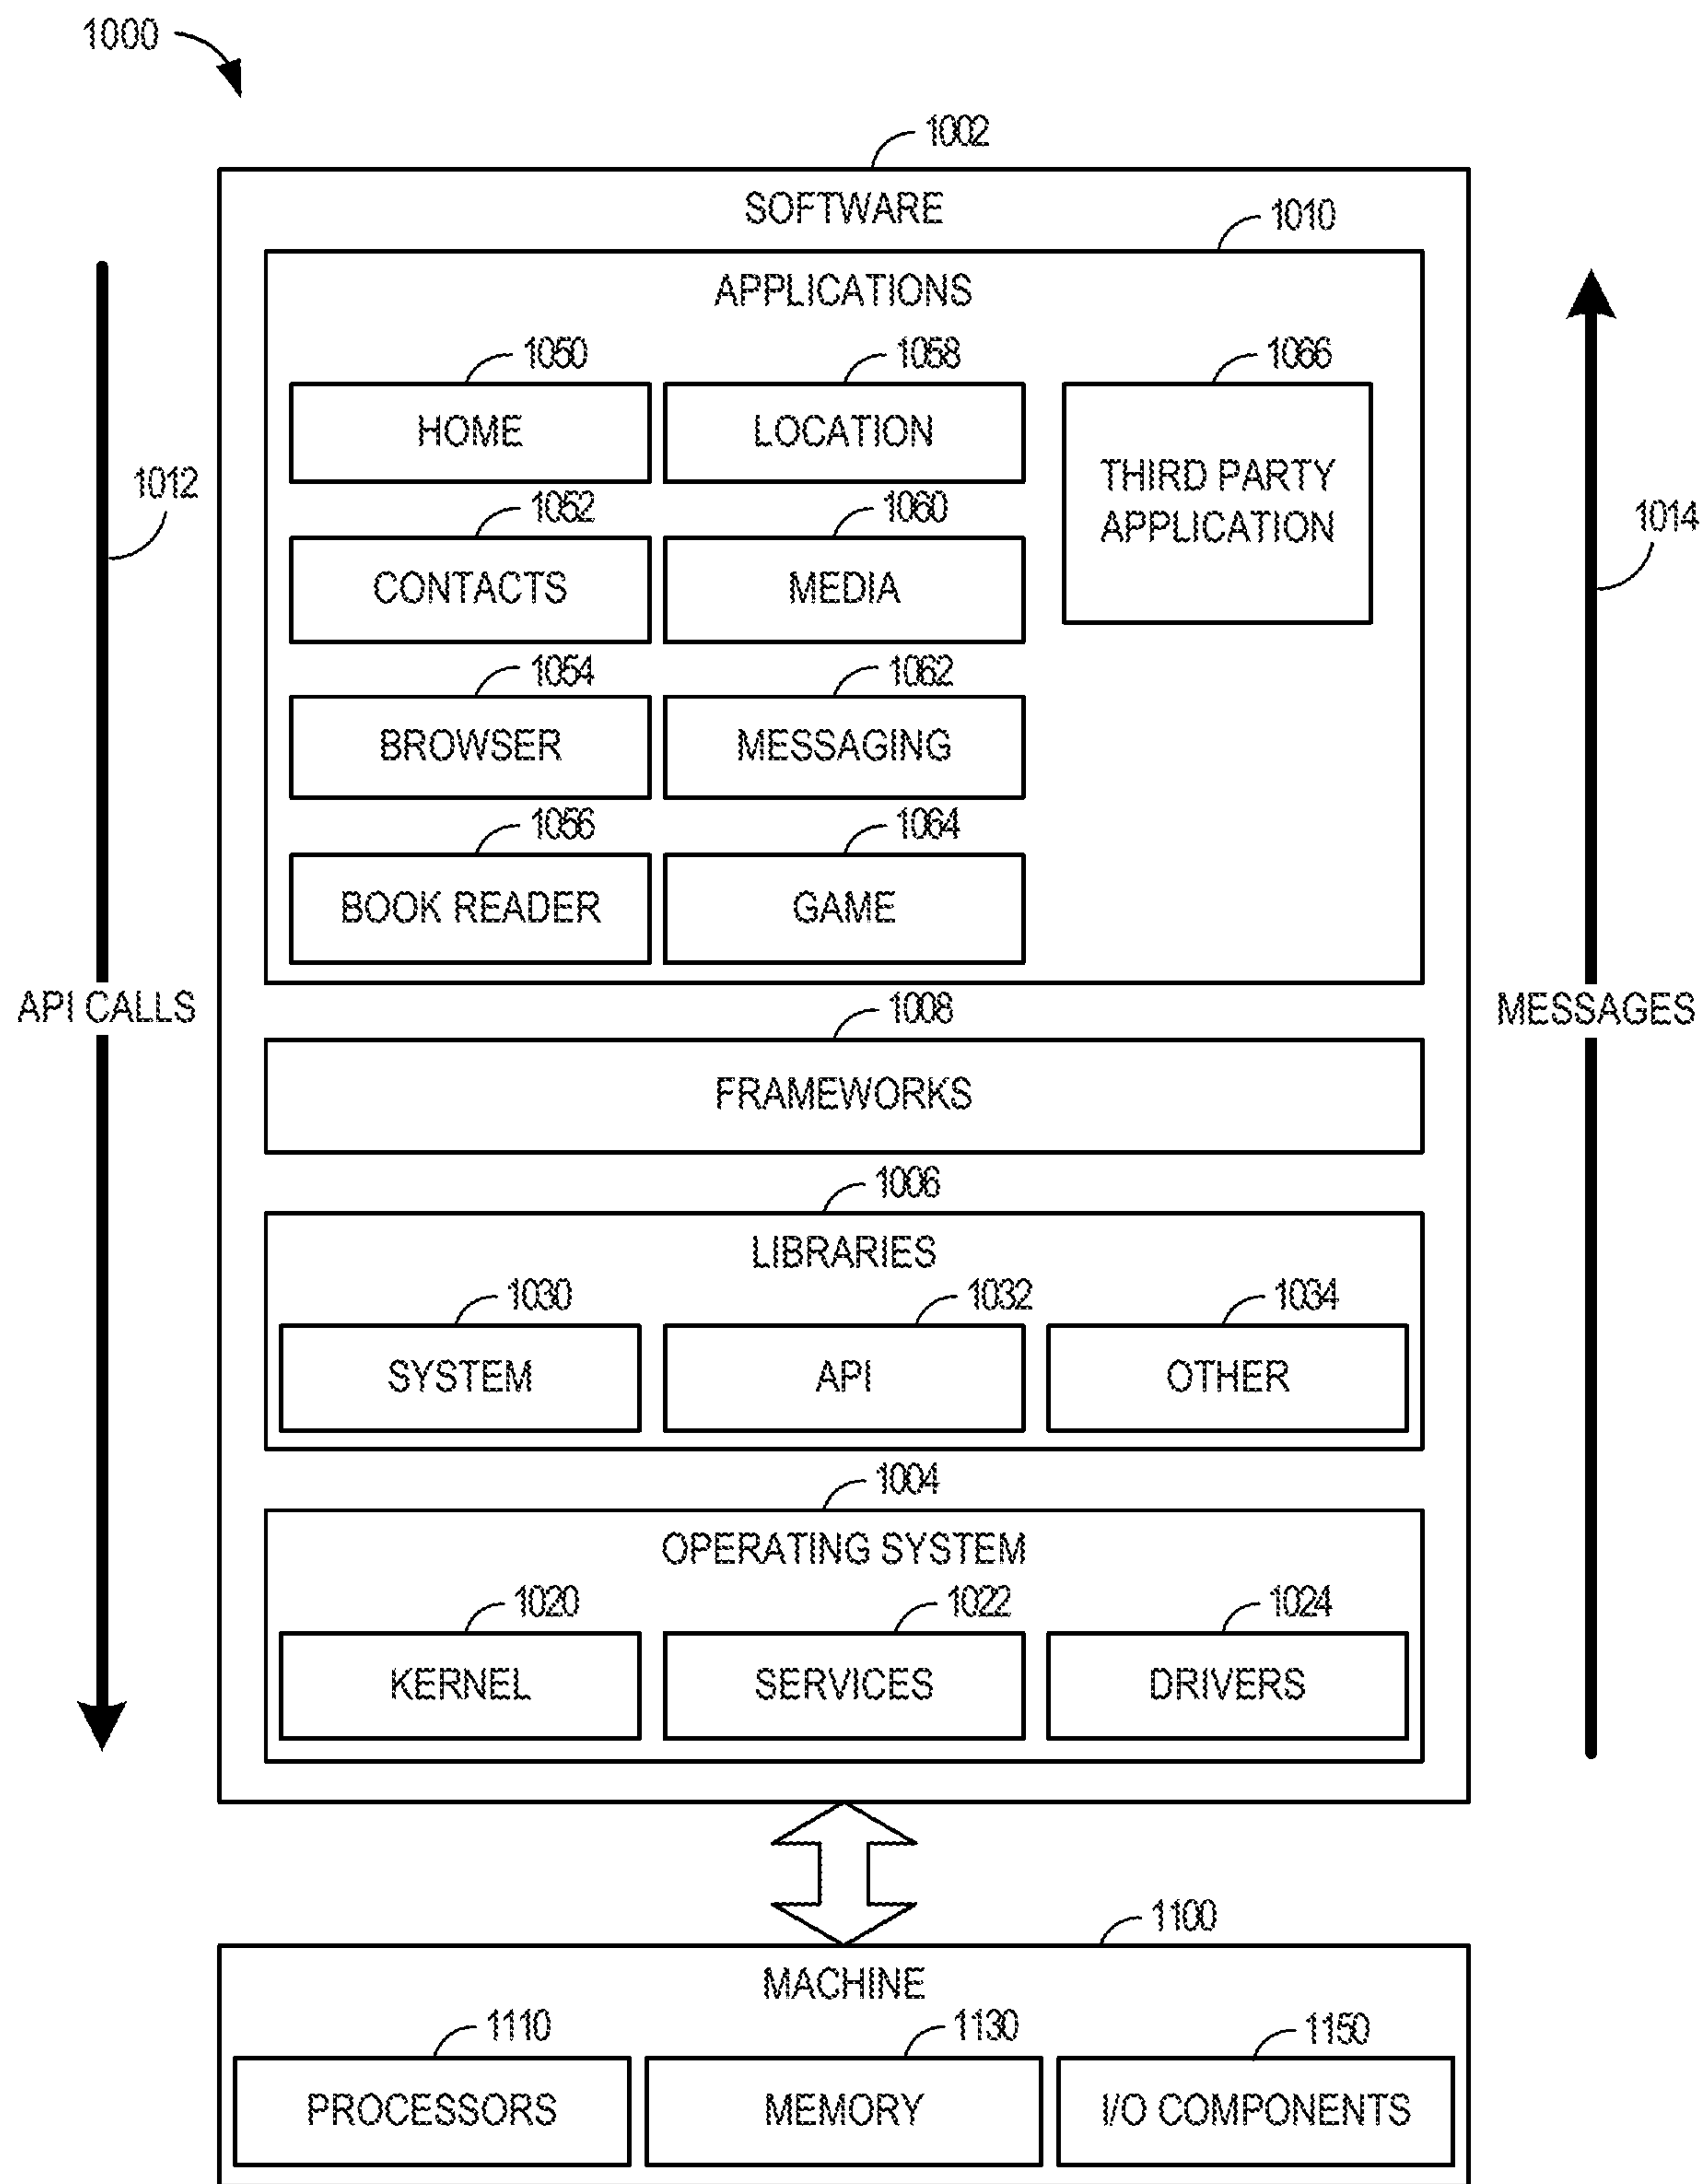 1000
1002
SOFTWARE
1010
APPLICATIONS
1050
1058
1066
HOME
LOCATION
THIRD PARTY
APPLICATION
1012
1052
1060
1014
CONTACTS
MEDIA
1054
1062
BROWSER
MESSAGING
1056
1064
BOOK READER
GAME
API CALLS
MESSAGES
1008
FRAMEWORKS
1006
LIBRARIES
1030
1032
1034
SYSTEM
API
OTHER
1004
OPERATING SYSTEM
1020
1022
1024
KERNEL
SERVICES
DRIVERS
1100
MACHINE
1110
1130
1150
PROCESSORS
MEMORY
I/O COMPONENTS